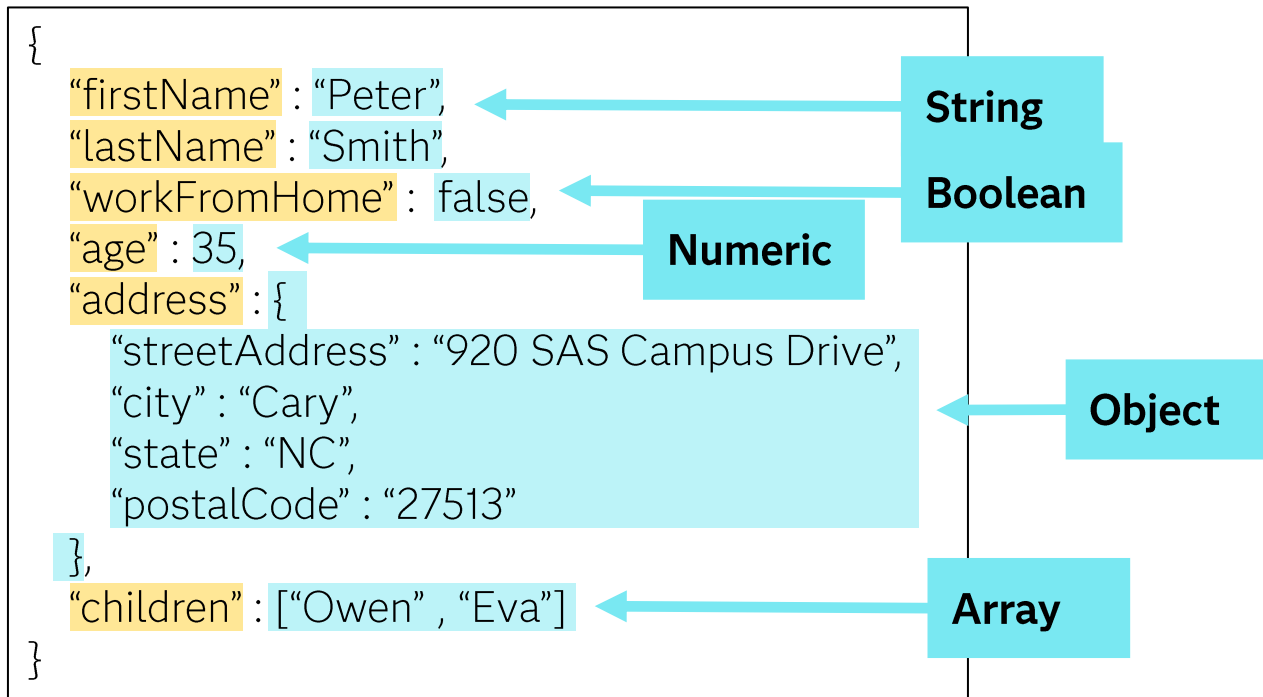 {
“firstName” : “Peter”,
String
“lastName” : “Smith”,
“workFromHome” : false,
Boolean
“age” : 35,
Numeric
“address” : {
“streetAddress” : “920 SAS Campus Drive”,
“city” : “Cary”,
Object
“state” : “NC”,
“postalCode” : “27513”
},
“children” : [“Owen” , “Eva”]
Array
}